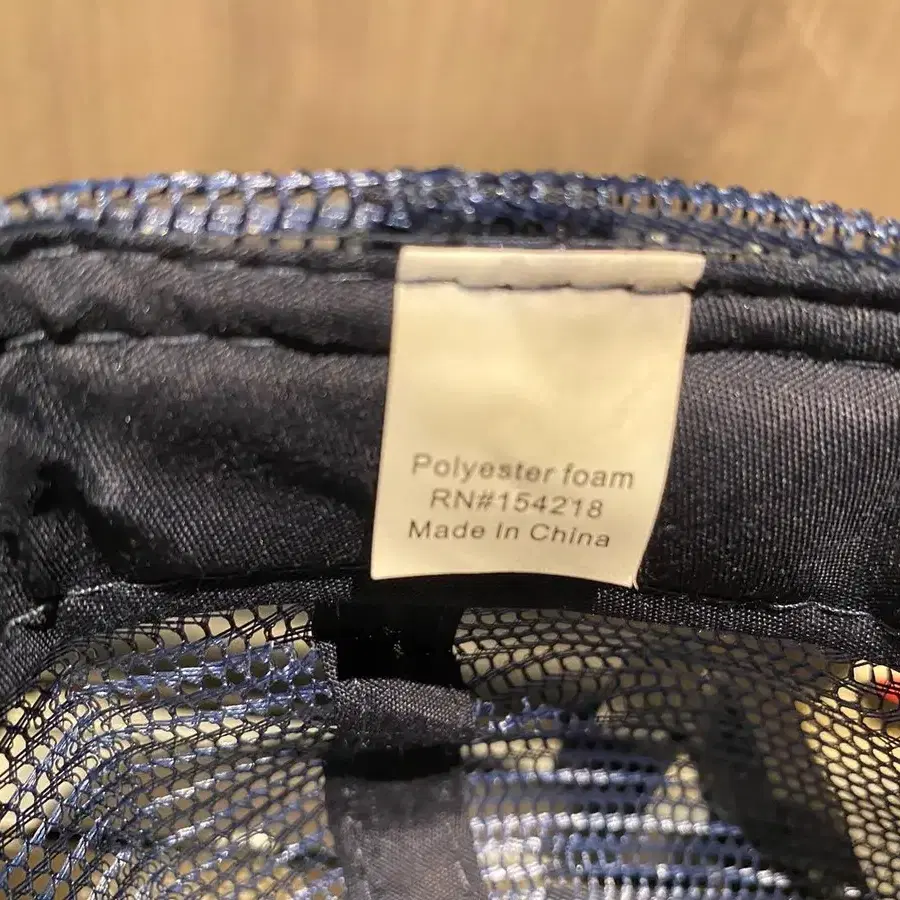 Polyester foam
RN#154218
Made In China